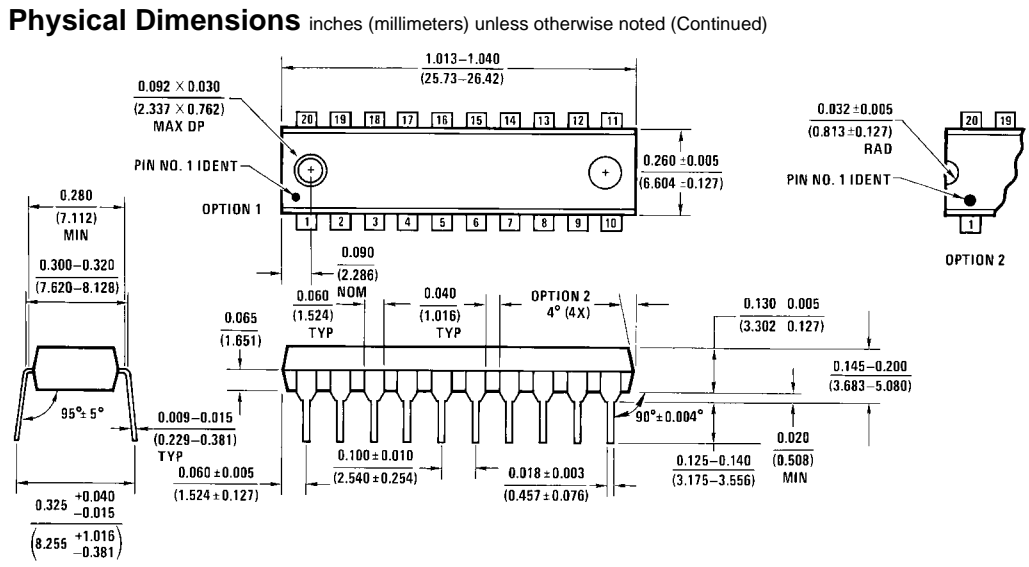 Physical Dimensions inches (millimeters) unless otherwise noted (Continued)
1.013–1.040
(25.73–26.42)
0.092 × 0.030
(2.337 × 0.762)
MAX DP
20 19 18 17 16 15 14 13 12 11
PIN NO. 1 IDENT
OPTION 1
1 2 3 4 5 6 7 8 9 10
0.260 ±0.005
(6.604 ±0.127)
0.032 ±0.005
(0.813 ±0.127)
RAD
20 19
PIN NO. 1 IDENT
1
OPTION 2
0.280
(7.112)
MIN
0.300–0.320
(7.620–8.128)
0.090
(2.286)
NOM
0.060
(1.524)
TYP
0.040
(1.016)
TYP
OPTION 2
4° (4X)
0.130 0.005
(3.302 0.127)
0.065
(1.651)
0.145–0.200
(3.683–5.080)
95° ± 5°
0.009–0.015
(0.229–0.381)
TYP
90° ±0.004°
0.020
(0.508)
MIN
0.125–0.140
(3.175–3.556)
0.100 ±0.010
(2.540 ±0.254)
0.060 ±0.005
(1.524 ±0.127)
0.018 ±0.003
(0.457 ±0.076)
0.325 +0.040
−0.015
(8.255 +1.016
−0.381)